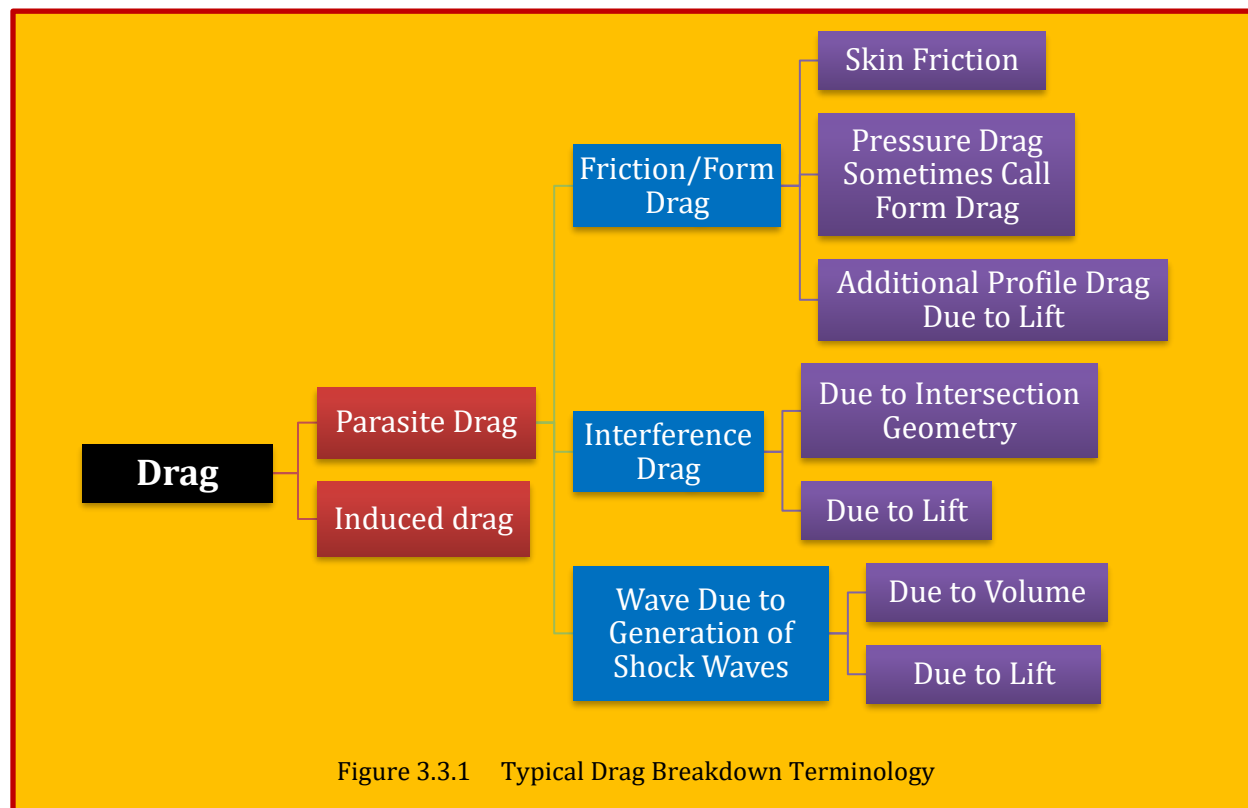 Drag
Parasite Drag
Induced drag
Friction/Form
Drag
Skin Friction
Pressure Drag
Sometimes Call
Form Drag
Additional Profile Drag
Due to Lift
Interference
Drag
Due to Intersection
Geometry
Due to Lift
Wave Due to
Generation of
Shock Waves
Due to Volume
Due to Lift
Figure 3.3.1 Typical Drag Breakdown Terminology